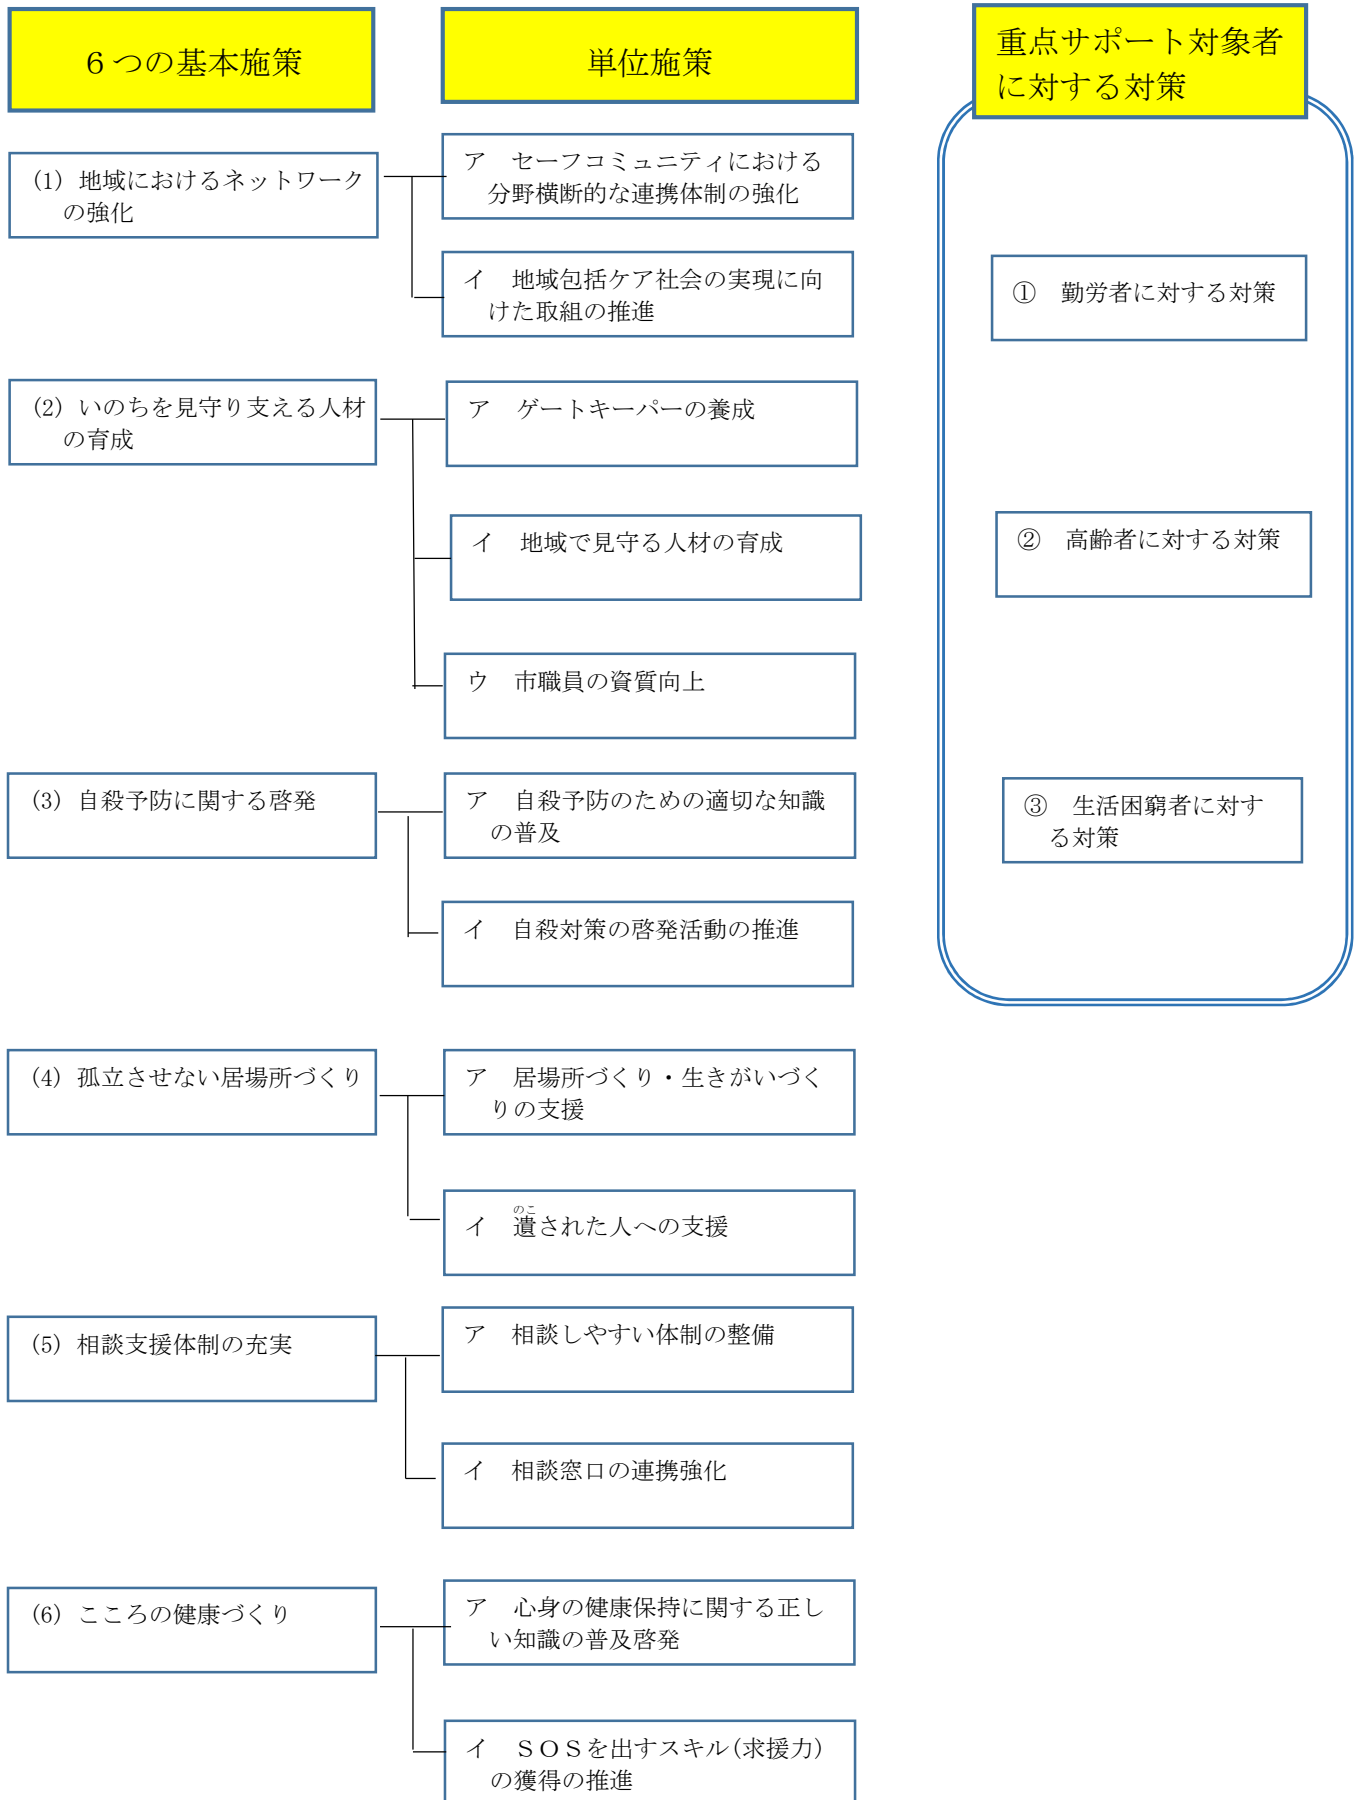 ６つの基本施策
単位施策
重点サポート対象者
に対する対策
(1) 地域におけるネットワーク
の強化
ア　セーフコミュニティにおける
分野横断的な連携体制の強化
イ　地域包括ケア社会の実現に向
けた取組の推進
(2) いのちを見守り支える人材
の育成
ア　ゲートキーパーの養成
イ　地域で見守る人材の育成
ウ　市職員の資質向上
(3) 自殺予防に関する啓発
ア　自殺予防のための適切な知識
の普及
イ　自殺対策の啓発活動の推進
(4) 孤立させない居場所づくり
ア　居場所づくり・生きがいづく
りの支援
のこ
イ　遺された人への支援
(5) 相談支援体制の充実
ア　相談しやすい体制の整備
イ　相談窓口の連携強化
(6) こころの健康づくり
ア　心身の健康保持に関する正し
い知識の普及啓発
イ　ＳＯＳを出すスキル(求援力)
の獲得の推進
①　勤労者に対する対策
②　高齢者に対する対策
③　生活困窮者に対す
る対策